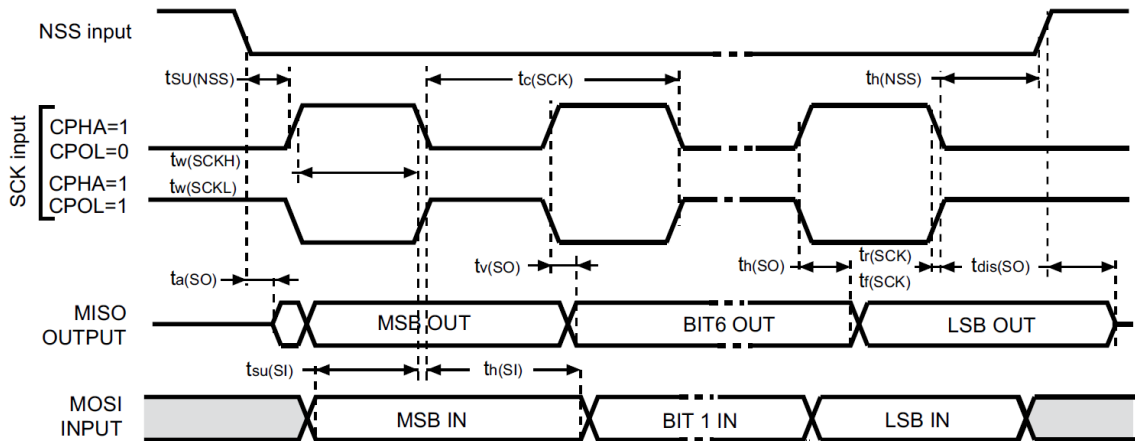 NSS input
tSU(NSS)
tc(SCK)
th(NSS)
SCK input
CPHA=1
CPOL=0
tw(SCKH)
CPHA=1
tw(SCKL)
CPOL=1
ta(SO)
tv(SO)
th(SO)
tr(SCK)
tf(SCK)
tdis(SO)
MISO
OUTPUT
MSB OUT
BIT6 OUT
LSB OUT
tsu(SI)
th(SI)
MOSI
INPUT
MSB IN
BIT 1 IN
LSB IN